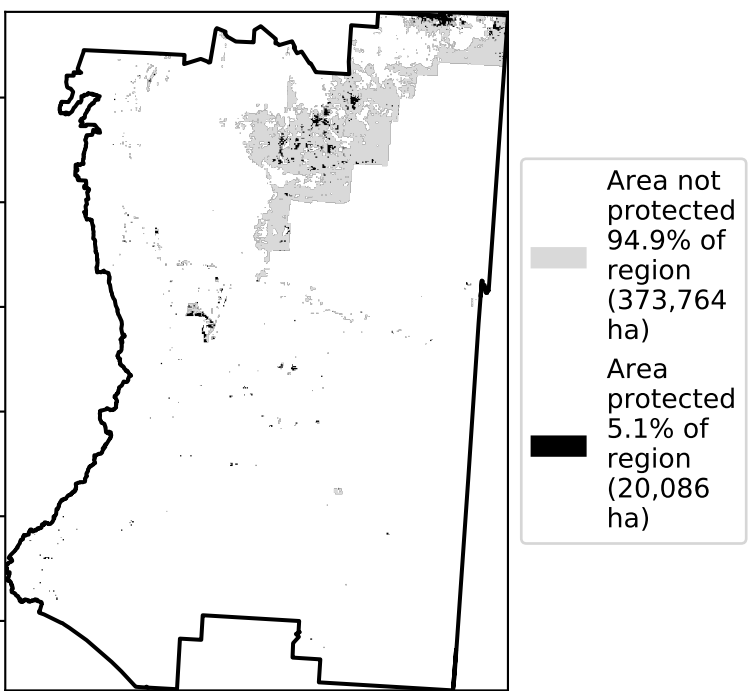 Area not
protected
94.9% of
region
(373,764
ha)
Area
protected
5.1% of
region
(20,086
ha)